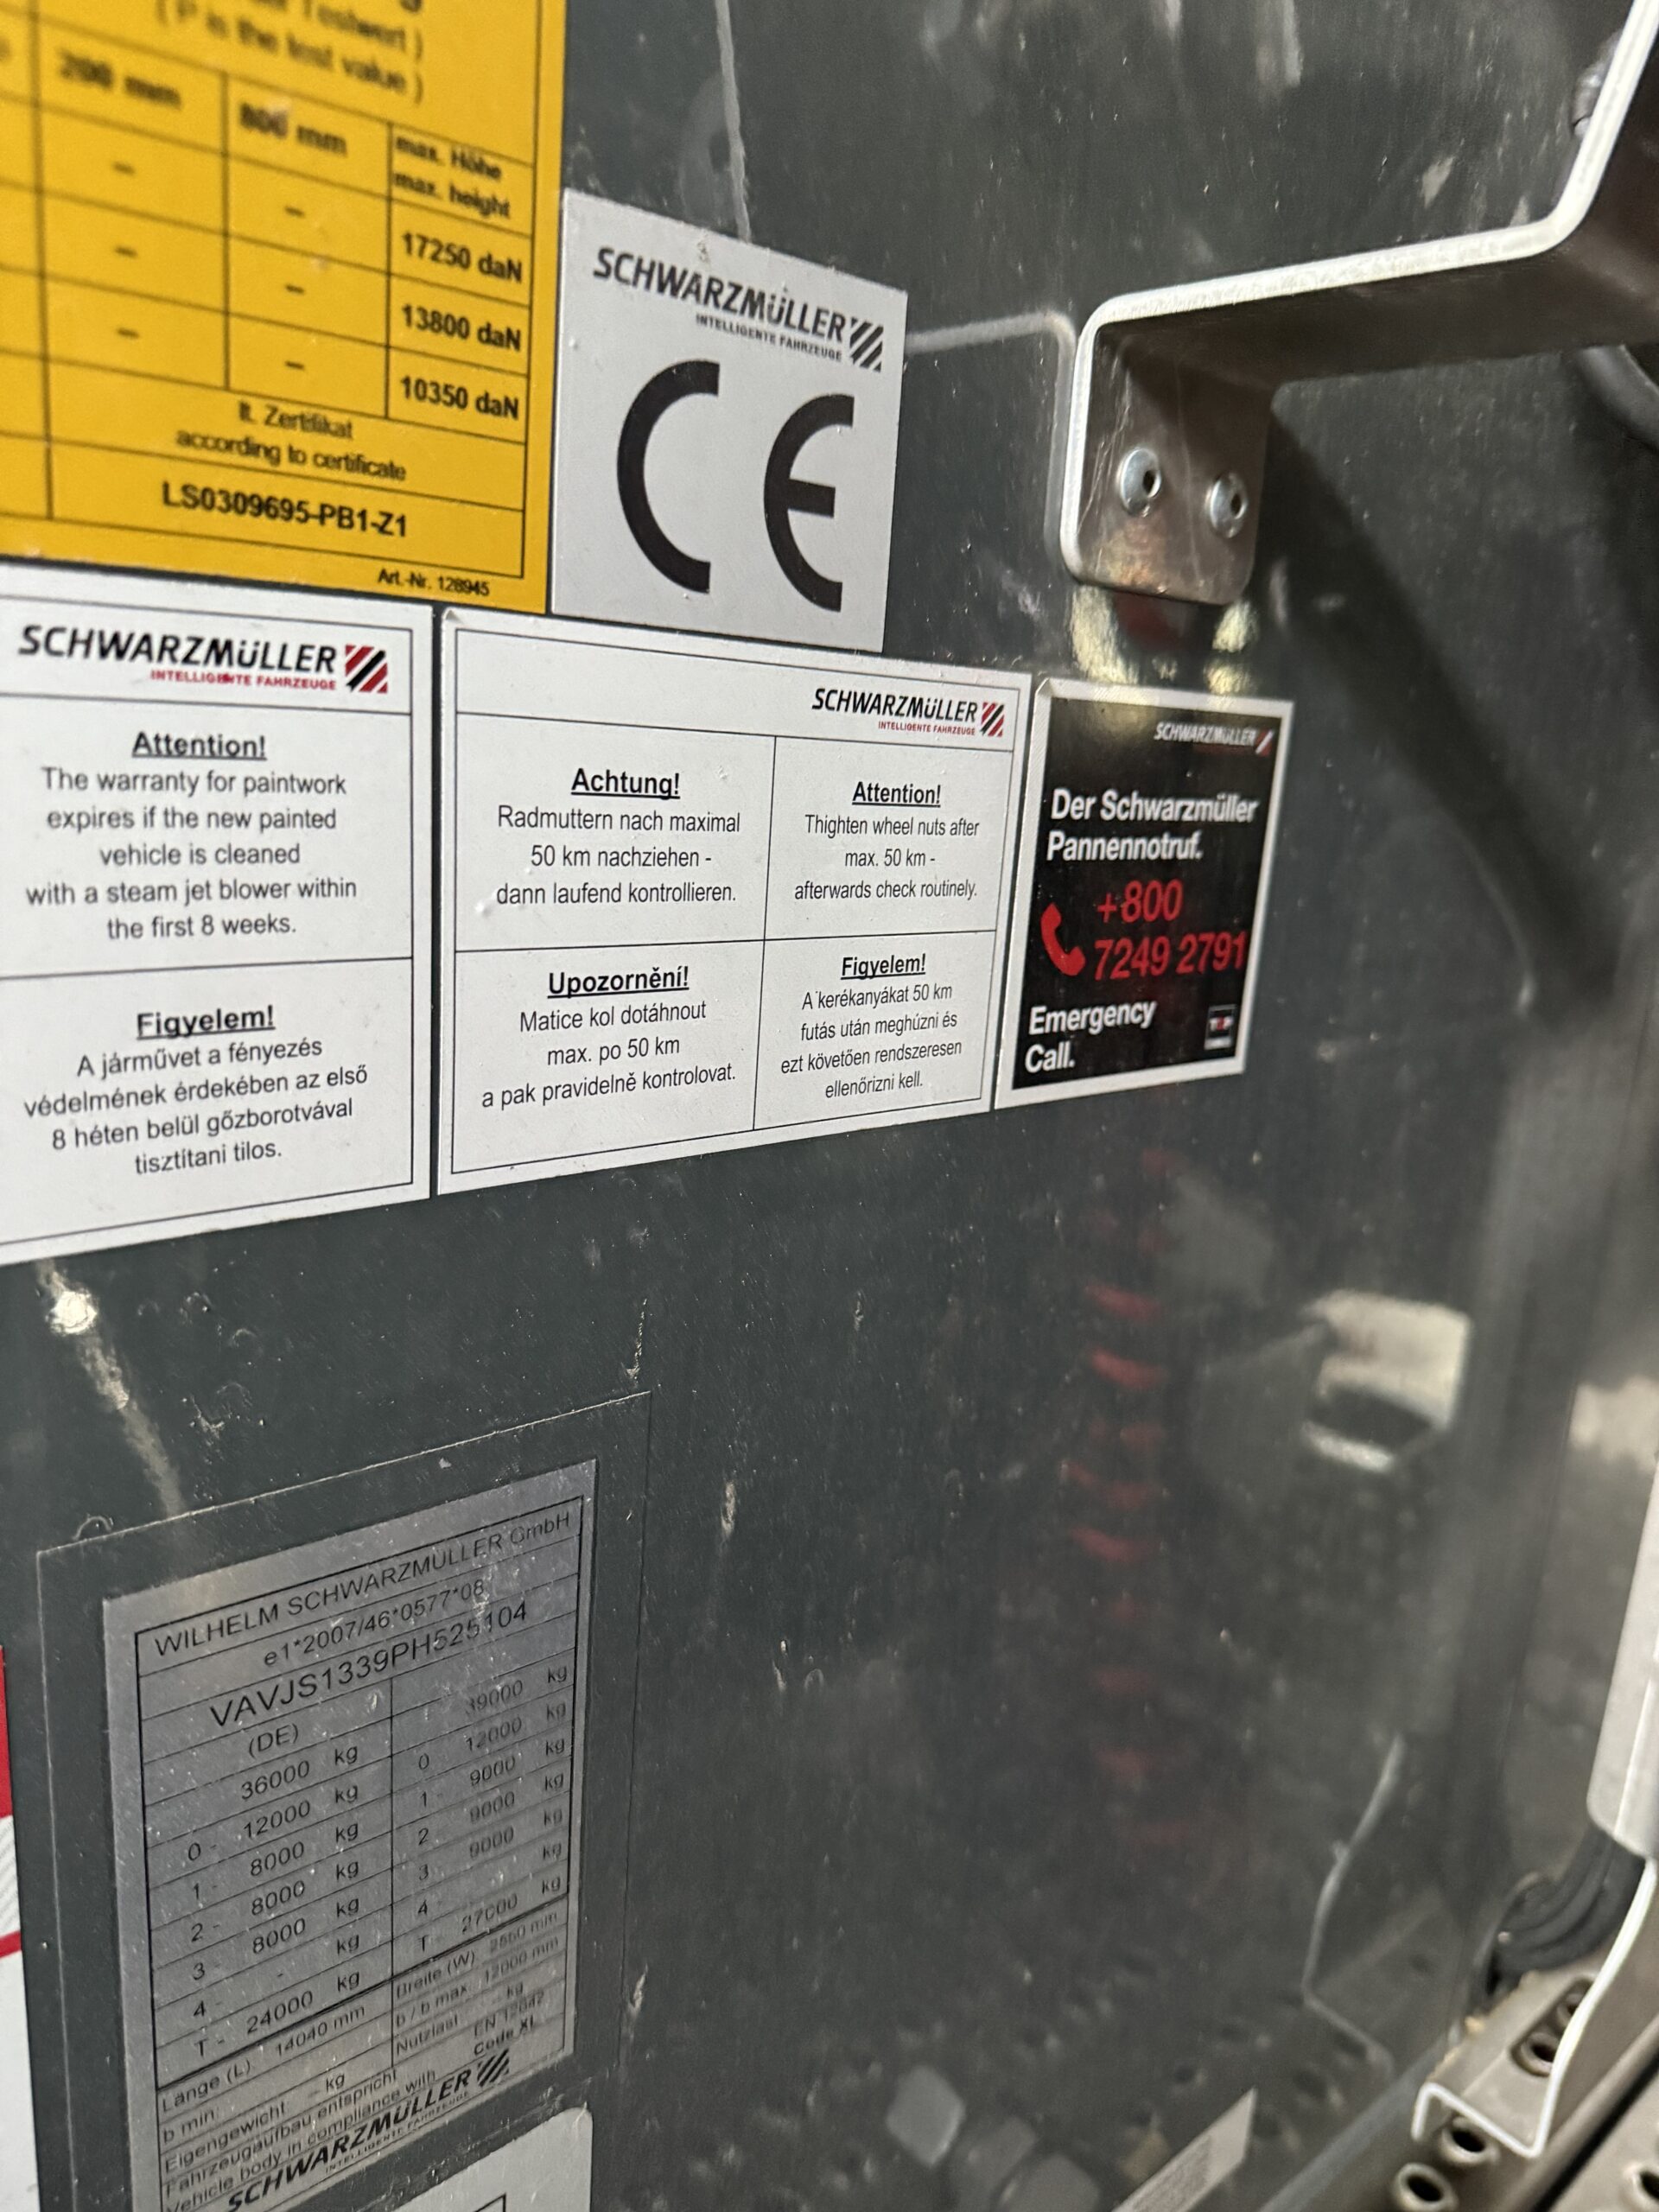 Testwert )
( P is the test value )
200 mm
800 mm
max. Höhe
max. height
–
–
17250 daN
–
–
13800 daN
–
–
10350 daN
lt. Zertifikat
according to certificate
LS0309695-PB1-Z1
Art.-Nr. 128945
SCHWARZMÜLLER
INTELLIGENTE FAHRZEUGE
CE
SCHWARZMÜLLER
INTELLIGENTE FAHRZEUGE
Attention!
The warranty for paintwork
expires if the new painted
vehicle is cleaned
with a steam jet blower within
the first 8 weeks.
Figyelem!
A járművet a fényezés
védelmének érdekében az első
8 héten belül gőzborotvával
tisztítani tilos.
SCHWARZMÜLLER
INTELLIGENTE FAHRZEUGE
Achtung!
Radmuttern nach maximal
50 km nachziehen -
dann laufend kontrollieren.
Attention!
Thighten wheel nuts after
max. 50 km -
afterwards check routinely.
Upozornění!
Matice kol dotáhnout
max. po 50 km
a pak pravidelně kontrolovat.
Figyelem!
A kerékanyákat 50 km
futás után meghúzni és
ezt követően rendszeresen
ellenőrizni kell.
SCHWARZMÜLLER
Der Schwarzmüller
Pannennotruf.
+800
7249 2791
Emergency
Call.
WILHELM SCHWARZMÜLLER GmbH
e1*2007/46*0577*08
VAVJS1339PH525104
(DE)
36000 kg 39000 kg
0 - 12000 kg 0 12000 kg
1 - 8000 kg 1 - 9000 kg
2 - 8000 kg 2 9000 kg
3 - 8000 kg 3 9000 kg
4 - - kg 4 - kg
T - 24000 kg T - 27000 kg
Länge (L) 14040 mm Breite (W) 2550 mm
b min. b / b max. 12000 mm
Eigengewicht - kg Nutzlast - kg
Fahrzeugaufbau entspricht EN 12642
Vehicle body in compliance with Code XL
SCHWARZMÜLLER
INTELLIGENTE FAHRZEUGE